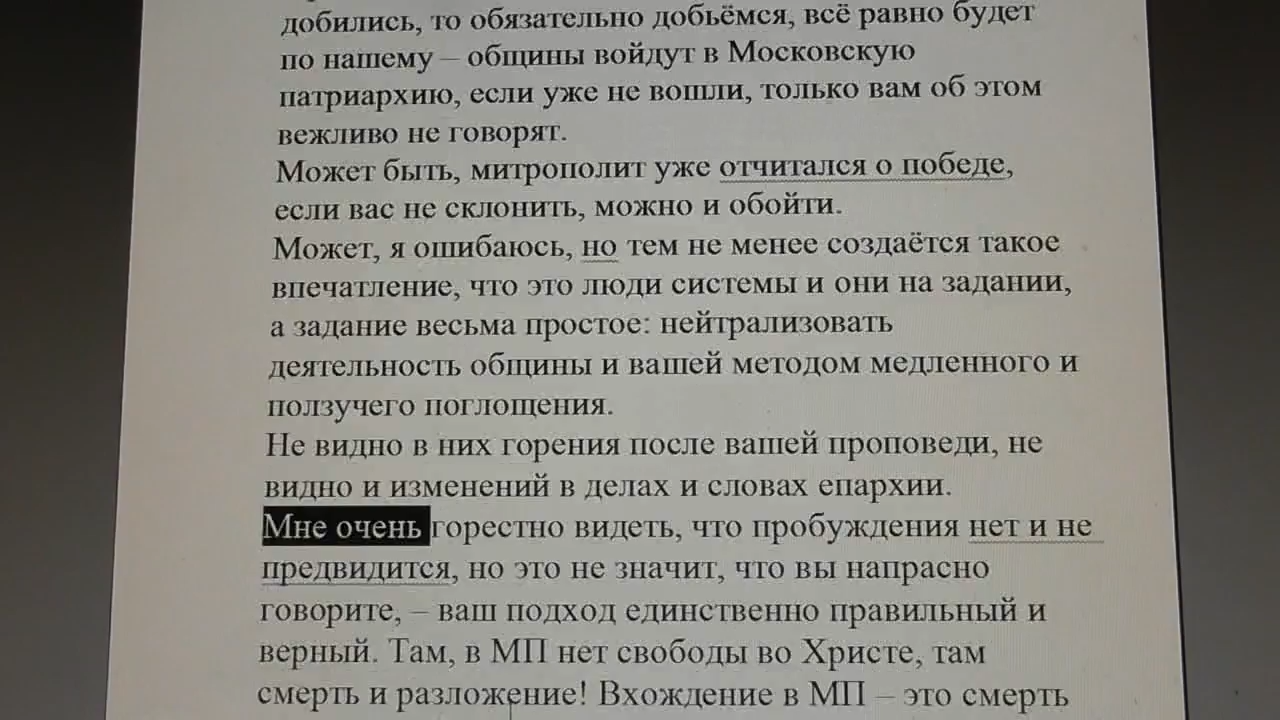 добились, то обязательно добьёмся, всё равно будет
по нашему – общины войдут в Московскую
патриархию, если уже не вошли, только вам об этом
вежливо не говорят.
Может быть, митрополит уже отчитался о победе,
если вас не склонить, можно и обойти.
Может, я ошибаюсь, но тем не менее создаётся такое
впечатление, что это люди системы и они на задании,
а задание весьма простое: нейтрализовать
деятельность общины и вашей методом медленного и
ползучего поглощения.
Не видно в них горения после вашей проповеди, не
видно и изменений в делах и словах епархии.
Мне очень горестно видеть, что пробуждения нет и не
предвидится, но это не значит, что вы напрасно
говорите, – ваш подход единственно правильный и
верный. Там, в МП нет свободы во Христе, там
смерть и разложение! Вхождение в МП – это смерть